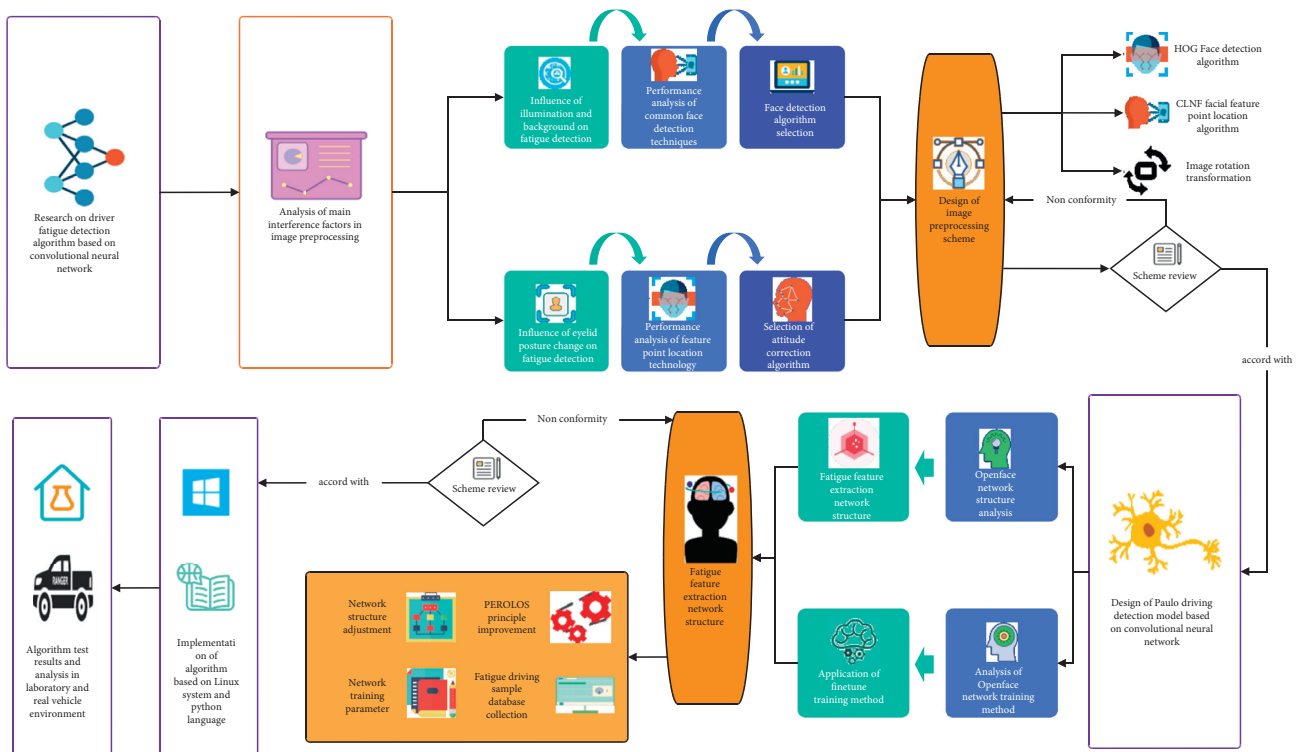 Research on driver
fatigue detection
algorithm based on
convolutional neural
network
Analysis of main
interference factors in
image preprocessing
Influence of
illumination and
background on
fatigue detection
Performance
analysis of
common face
detection
techniques
Face detection
algorithm
selection
Influence of eyelid
posture change on
fatigue detection
Performance
analysis of feature
point location
technology
Selection of
attitude
correction
algorithm
Design of
image
preprocessing
scheme
HOG Face detection
algorithm
CLNF facial feature
point location
algorithm
Image rotation
transformation
Non conformity
Scheme review
accord with
Design of Paulo driving
detection model based
on convolutional neural
network
Openface
network
structure
analysis
Fatigue feature
extraction
network
structure
Analysis of
Openface
network training
method
Application of
finetune
training method
Fatigue
feature
extraction
network
structure
Non conformity
Scheme review
accord with
Network
structure
adjustment
PEROLOS
principle
improvement
Network
training
parameter
Fatigue driving
sample
database
collection
Implementati
on of
algorithm
based on Linux
system and
python
language
RANGER
Algorithm test
results and
analysis in
laboratory and
real vehicle
environment